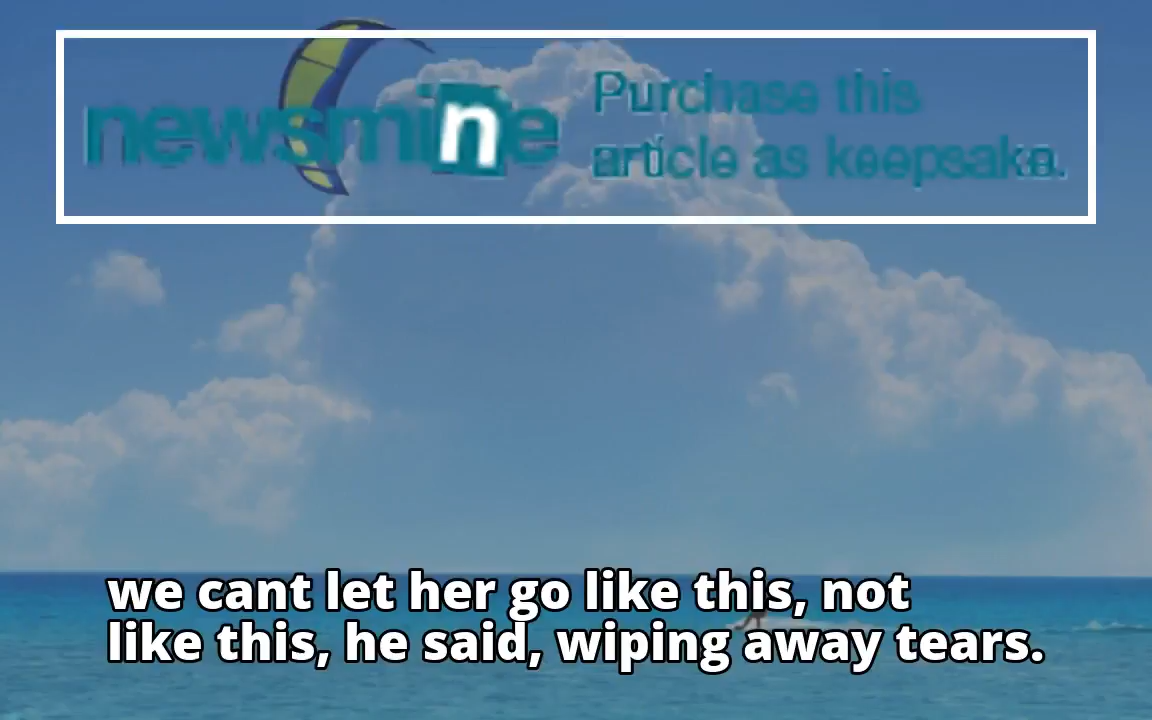 newsmine
Purchase this
article as keepsake.
we cant let her go like this, not
like this, he said, wiping away tears.